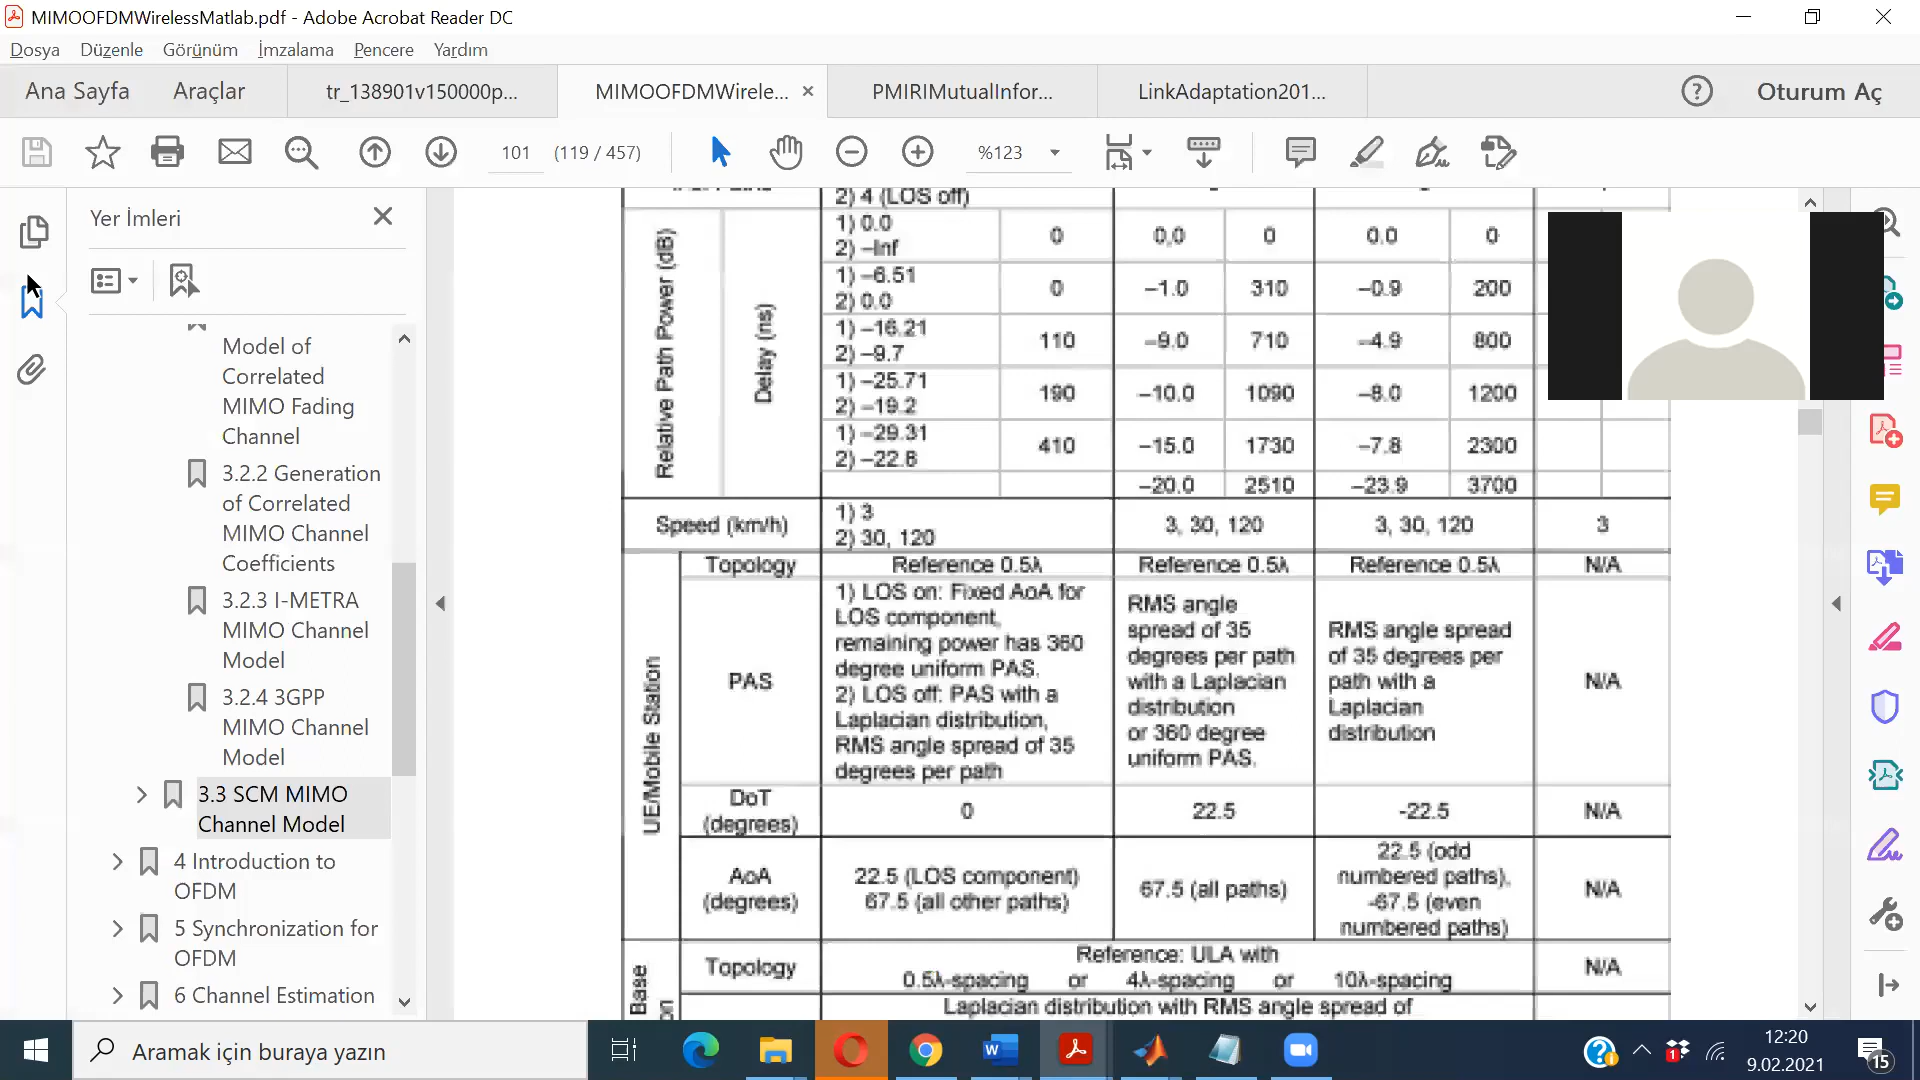 MIMOOFDMWirelessMatlab.pdf - Adobe Acrobat Reader DC
Dosya Düzenle Görünüm İmzalama Pencere Yardım
Ana Sayfa Araçlar tr_138901v150000p... MIMOOFDMWirele... × PMIRIMutualInfor... LinkAdaptation201... ? Oturum Aç
101 (119 / 457) %123
Yer İmleri
Model of
Correlated
MIMO Fading
Channel
3.2.2 Generation
of Correlated
MIMO Channel
Coefficients
3.2.3 I-METRA
MIMO Channel
Model
3.2.4 3GPP
MIMO Channel
Model
3.3 SCM MIMO
Channel Model
4 Introduction to
OFDM
5 Synchronization for
OFDM
6 Channel Estimation
2) 4 (LOS off)
Relative Path Power (dB)
Delay (ns)
1) 0.0
2) –Inf
0 0,0 0 0.0 0
1) –6.51
2) 0.0
0 –1.0 310 –0.9 200
1) –16.21
2) –9.7
110 –9.0 710 –4.9 800
1) –25.71
2) –19.2
190 –10.0 1090 –8.0 1200
1) –29.31
2) –22.8
410 –15.0 1730 –7.8 2300
–20.0 2510 –23.9 3700
Speed (km/h)
1) 3
2) 30, 120
3, 30, 120 3, 30, 120 3
UE/Mobile Station
Topology Reference 0.5λ Reference 0.5λ Reference 0.5λ N/A
PAS
1) LOS on: Fixed AoA for
LOS component,
remaining power has 360
degree uniform PAS.
2) LOS off: PAS with a
Laplacian distribution,
RMS angle spread of 35
degrees per path
RMS angle
spread of 35
degrees per path
with a Laplacian
distribution
or 360 degree
uniform PAS.
RMS angle spread
of 35 degrees per
path with a
Laplacian
distribution
N/A
DoT
(degrees)
0 22.5 -22.5 N/A
AoA
(degrees)
22.5 (LOS component)
67.5 (all other paths)
67.5 (all paths)
22.5 (odd
numbered paths),
-67.5 (even
numbered paths)
N/A
Base
Topology
Reference: ULA with
0.5λ-spacing or 4λ-spacing or 10λ-spacing
N/A
Laplacian distribution with RMS angle spread of
Aramak için buraya yazın
12:20
9.02.2021
1
15